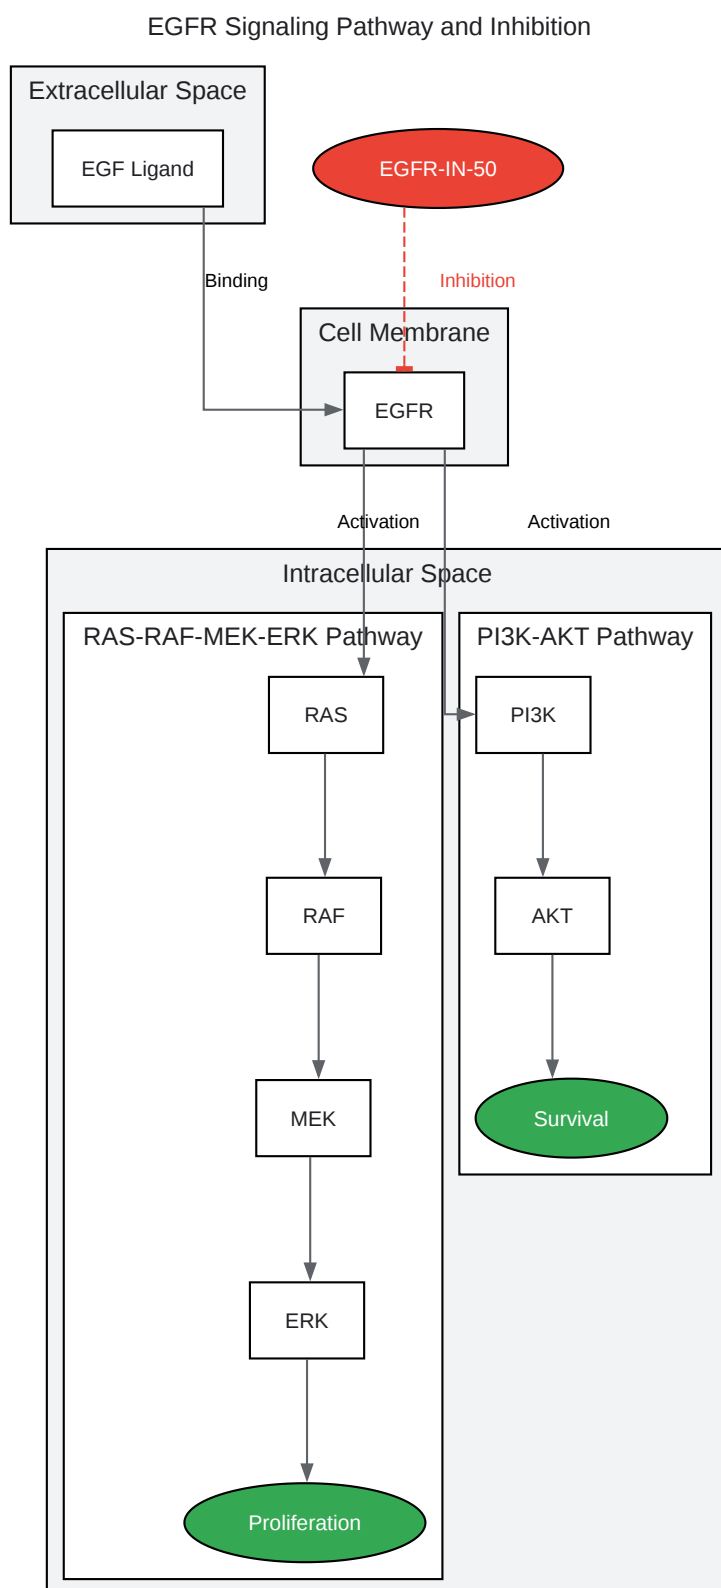 EGFR Signaling Pathway and Inhibition
Extracellular Space
EGF Ligand
EGFR-IN-50
Binding
Inhibition
Cell Membrane
EGFR
Activation
Activation
Intracellular Space
RAS-RAF-MEK-ERK Pathway
PI3K-AKT Pathway
RAS
PI3K
RAF
AKT
MEK
Survival
ERK
Proliferation